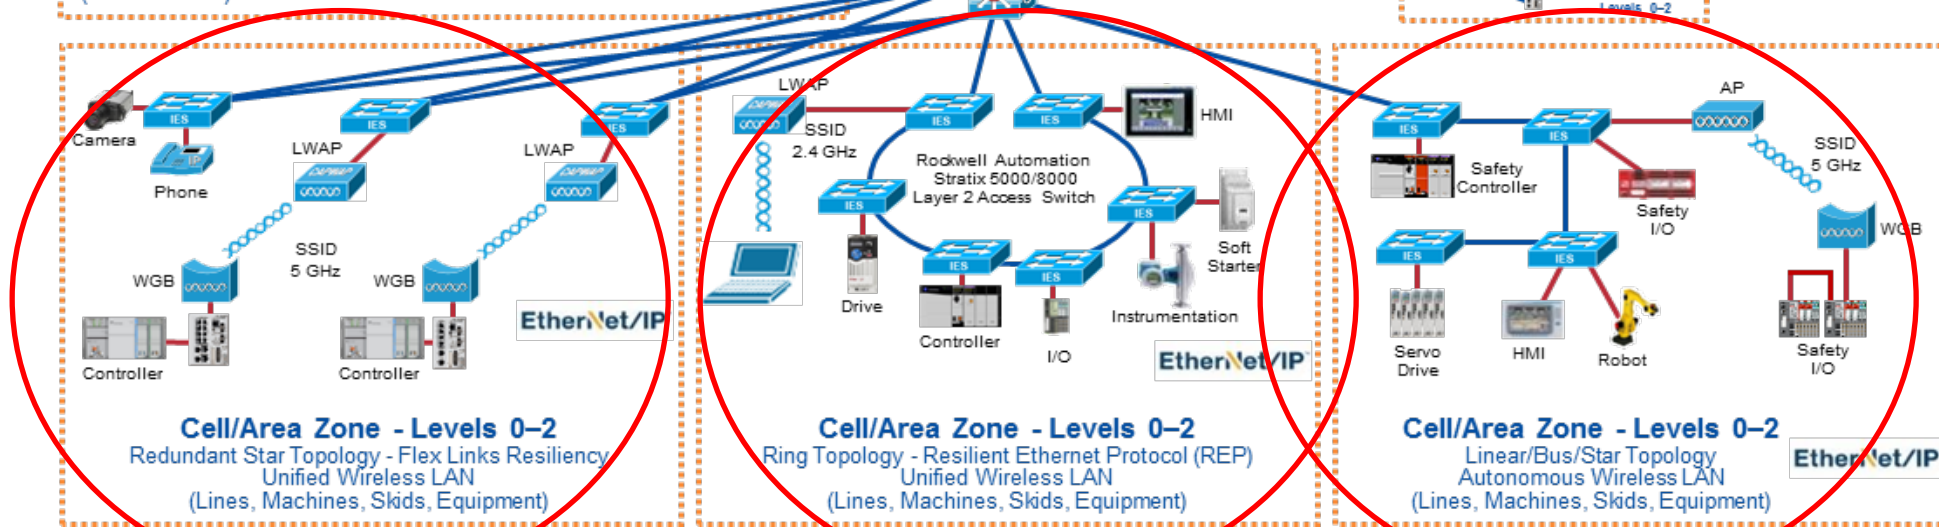 Levels 0–2
Camera
IES
Phone
IES
LWAP
CAPWAP
SSID
5 GHz
WGB
Controller
IES
LWAP
CAPWAP
WGB
Controller
EtherNet/IP
Cell/Area Zone - Levels 0–2
Redundant Star Topology - Flex Links Resiliency
Unified Wireless LAN
(Lines, Machines, Skids, Equipment)
LWAP
CAPWAP
SSID
2.4 GHz
IES
IES
HMI
Rockwell Automation
Stratix 5000/8000
Layer 2 Access Switch
IES
IES
Soft
Starter
IES
IES
Drive
Controller
I/O
Instrumentation
EtherNet/IP
Cell/Area Zone - Levels 0–2
Ring Topology - Resilient Ethernet Protocol (REP)
Unified Wireless LAN
(Lines, Machines, Skids, Equipment)
IES
IES
AP
SSID
5 GHz
Safety
Controller
Safety
I/O
WGB
IES
IES
Servo
Drive
HMI
Robot
Safety
I/O
EtherNet/IP
Cell/Area Zone - Levels 0–2
Linear/Bus/Star Topology
Autonomous Wireless LAN
(Lines, Machines, Skids, Equipment)